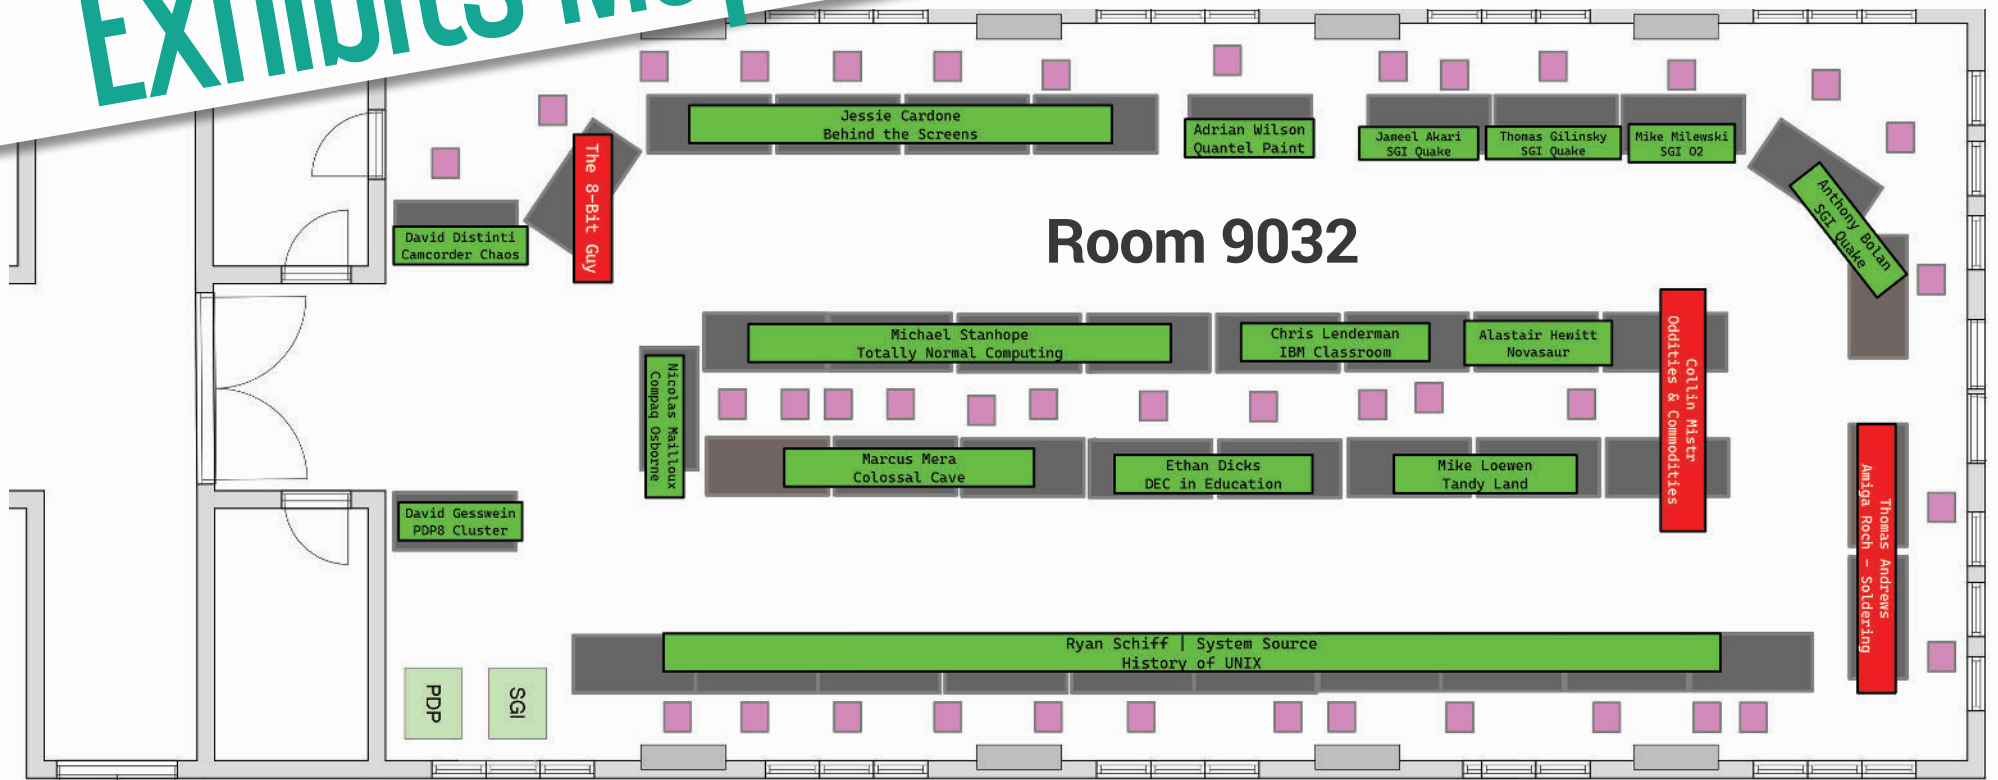 Exhibits Map
Jessie Cardone
Behind the Screens
Adrian Wilson
Quantel Paint
Jameel Akari
SGI Quake
Thomas Gilinsky
SGI Quake
Mike Milewski
SGI O2
Anthony Bolan
SGI Quake
The 8-Bit Guy
David Distinti
Camcorder Chaos
Room 9032
Michael Stanhope
Totally Normal Computing
Chris Lenderman
IBM Classroom
Alastair Hewitt
Novasaur
Collin Mistr
Oddities & Commodities
Nicolas Mailloux
Compaq Osborne
Marcus Mera
Colossal Cave
Ethan Dicks
DEC in Education
Mike Loewen
Tandy Land
Thomas Andrews
Amiga Roch - Soldering
David Gesswein
PDP8 Cluster
Ryan Schiff | System Source
History of UNIX
PDP
SGI